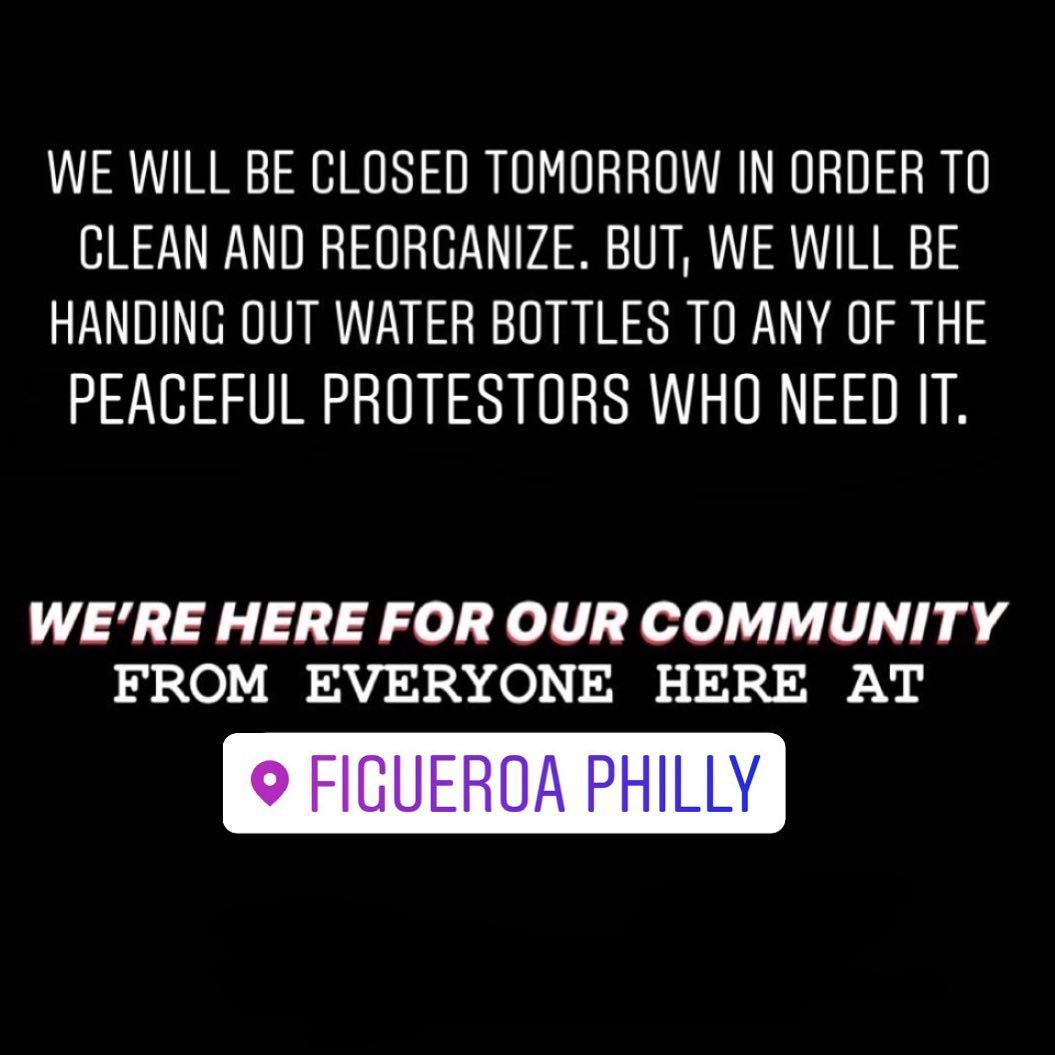 WE WILL BE CLOSED TOMORROW IN ORDER TO
CLEAN AND REORGANIZE. BUT, WE WILL BE
HANDING OUT WATER BOTTLES TO ANY OF THE
PEACEFUL PROTESTORS WHO NEED IT.
WE'RE HERE FOR OUR COMMUNITY
FROM EVERYONE HERE AT
FIGUEROA PHILLY